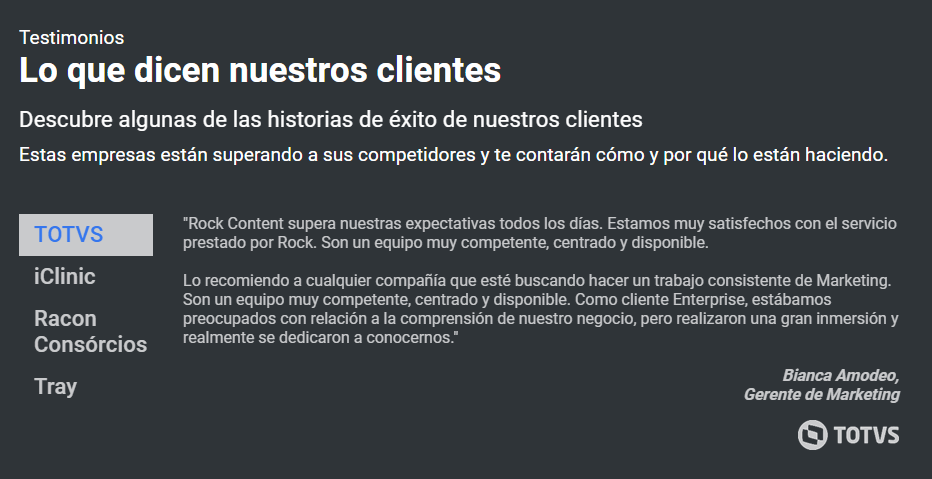 Testimonios
Lo que dicen nuestros clientes
Descubre algunas de las historias de éxito de nuestros clientes
Estas empresas están superando a sus competidores y te contarán cómo y por qué lo están haciendo.
TOTVS
iClinic
Racon
Consórcios
Tray
"Rock Content supera nuestras expectativas todos los días. Estamos muy satisfechos con el servicio
prestado por Rock. Son un equipo muy competente, centrado y disponible.
Lo recomiendo a cualquier compañía que esté buscando hacer un trabajo consistente de Marketing.
Son un equipo muy competente, centrado y disponible. Como cliente Enterprise, estábamos
preocupados con relación a la comprensión de nuestro negocio, pero realizaron una gran inmersión y
realmente se dedicaron a conocernos."
Bianca Amodeo,
Gerente de Marketing
TOTVS